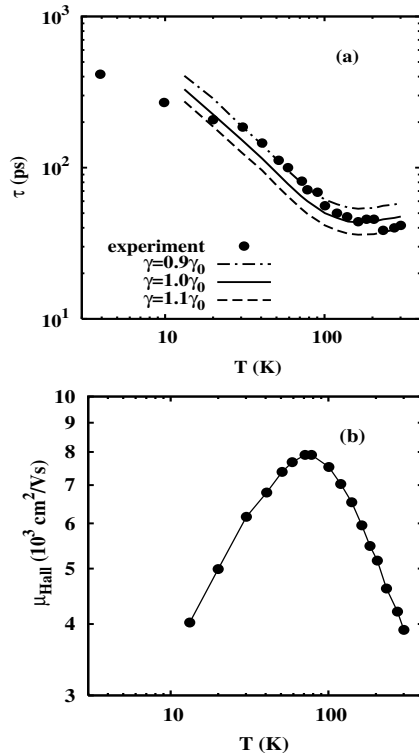 10³
(a)
τ (ps)
10²
experiment
γ=0.9γ₀
γ=1.0γ₀
γ=1.1γ₀
10¹
10 100
T (K)
10
(b)
9
8
7
6
5
4
3
μHall (10³ cm²/Vs)
10 100
T (K)